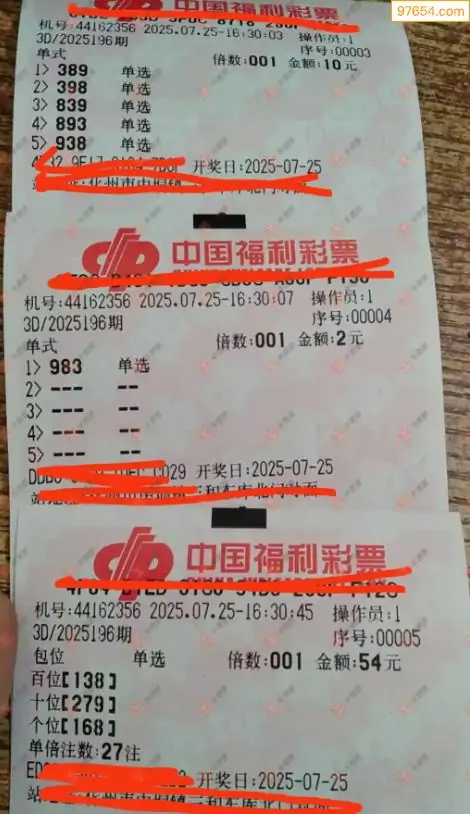 97654.com
中国福利彩票
机号:44162356 2025.07.25-16:30:03 操作员:1
3D/2025196期 序号:00003
单式 倍数:001 金额:10元
1> 389 单选
2> 398 单选
3> 839 单选
4> 893 单选
5> 938 单选
开奖日:2025-07-25
中国福利彩票
机号:44162356 2025.07.25-16:30:07 操作员:1
3D/2025196期 序号:00004
单式 倍数:001 金额:2元
1> 983 单选
2> --- --
3> --- --
4> --- --
5> --- --
CD29 开奖日:2025-07-25
中国福利彩票
机号:44162356 2025.07.25-16:30:45 操作员:1
3D/2025196期 序号:00005
包位 单选 倍数:001 金额:54元
百位[138]
十位[279]
个位[168]
单倍注数:27注
开奖日:2025-07-25